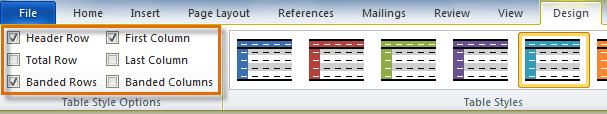 File Home Insert Page Layout References Mailings Review View Design
Header Row First Column
Total Row Last Column
Banded Rows Banded Columns
Table Style Options Table Styles